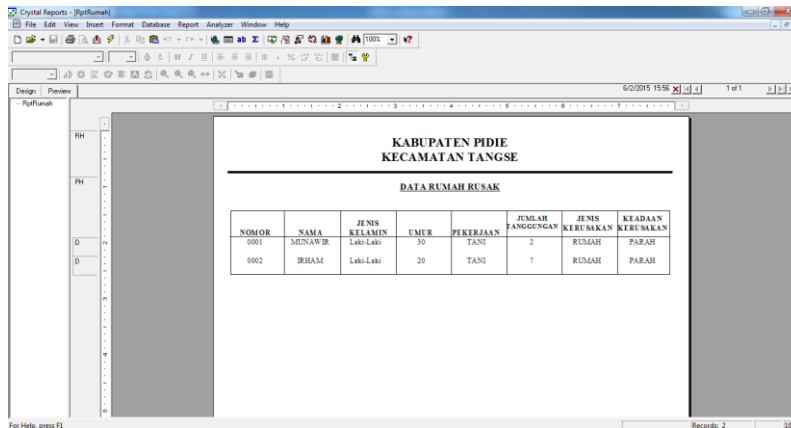 Crystal Reports - [RptRumah]
File Edit View Insert Format Database Report Analyzer Window Help
100%
Design Preview 6/2/2015 15:56 1 of 1
RptRumah
RH
KABUPATEN PIDIE
KECAMATAN TANGSE
PH
DATA RUMAH RUSAK
NOMOR NAMA JENIS KELAMIN UMUR PEKERJAAN JUMLAH TANGGUNGAN JENIS KERUSAKAN KEADAAN KERUSAKAN
D 0001 MUNAWIR Laki-Laki 30 TANI 2 RUMAH PARAH
D 0002 IRHAM Laki-Laki 20 TANI 7 RUMAH PARAH
For Help, press F1 Records: 2